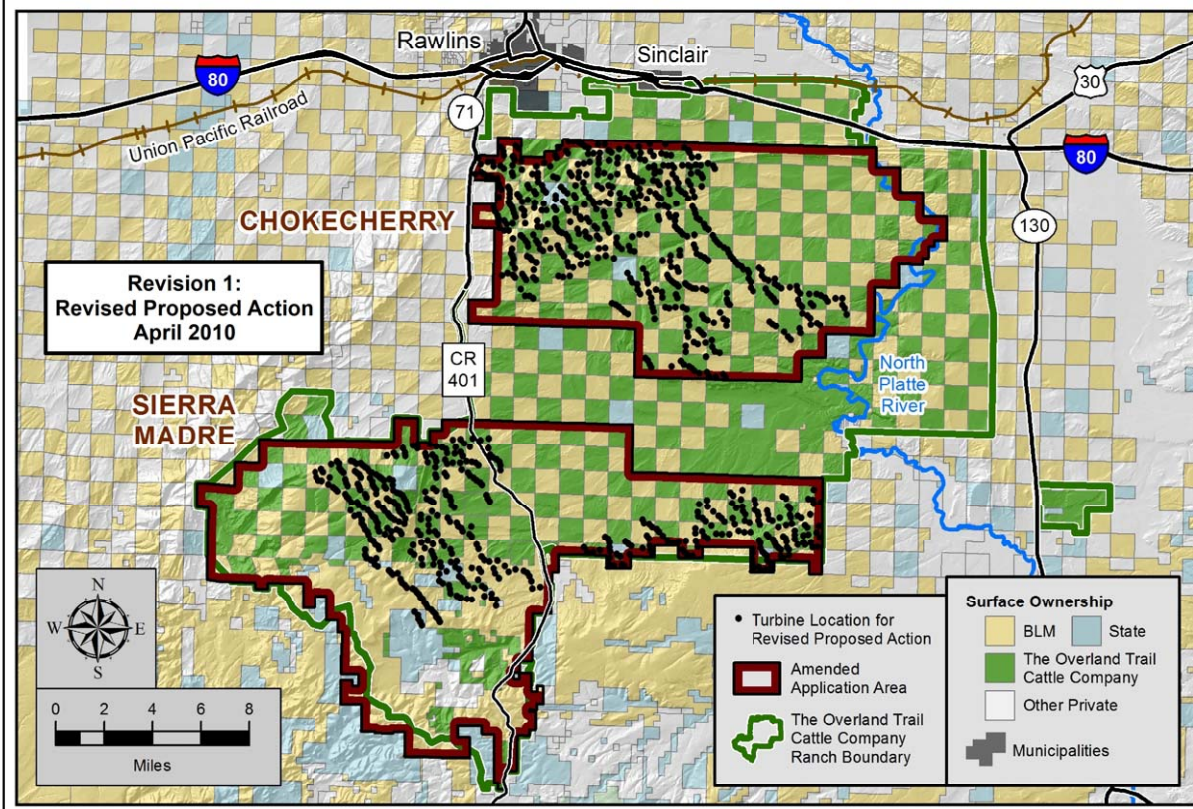 Rawlins
Sinclair
80
30
Union Pacific Railroad
71
80
CHOKECHERRY
130
Revision 1:
Revised Proposed Action
April 2010
CR
401
North
Platte
River
SIERRA
MADRE
N
W
E
S
0 2 4 6 8
Miles
Turbine Location for
Revised Proposed Action
Amended
Application Area
The Overland Trail
Cattle Company
Ranch Boundary
Surface Ownership
BLM
State
The Overland Trail
Cattle Company
Other Private
Municipalities